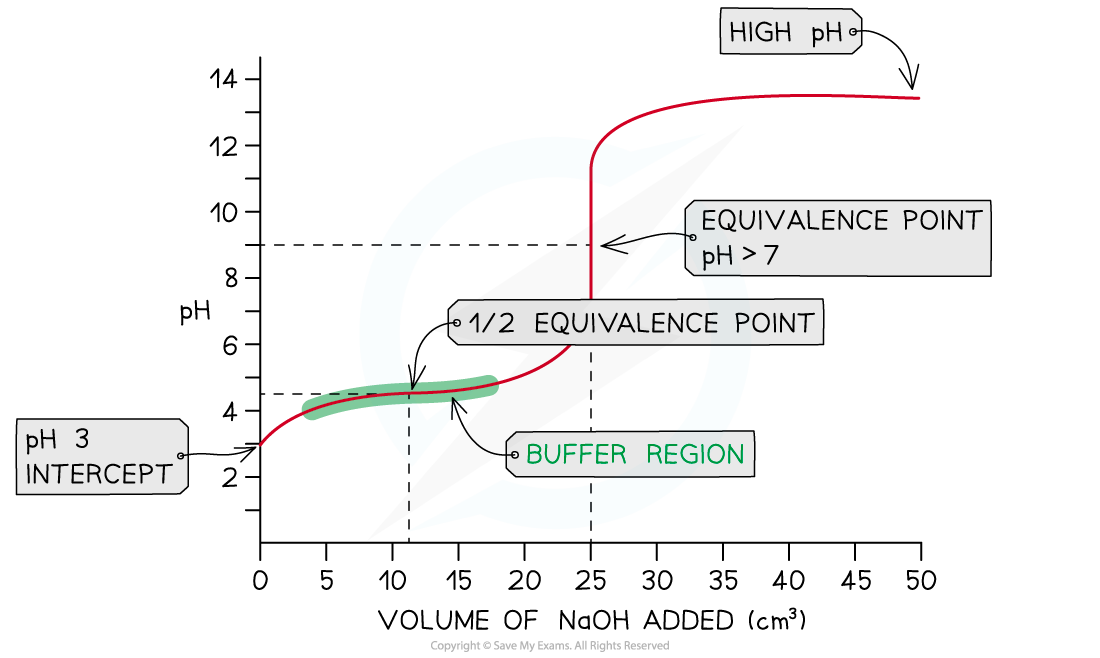 HIGH pH
14
12
10
8
6
4
2
pH
EQUIVALENCE POINT
pH > 7
1/2 EQUIVALENCE POINT
pH 3
INTERCEPT
BUFFER REGION
0 5 10 15 20 25 30 35 40 45 50
VOLUME OF NaOH ADDED (cm³)
Copyright © Save My Exams. All Rights Reserved